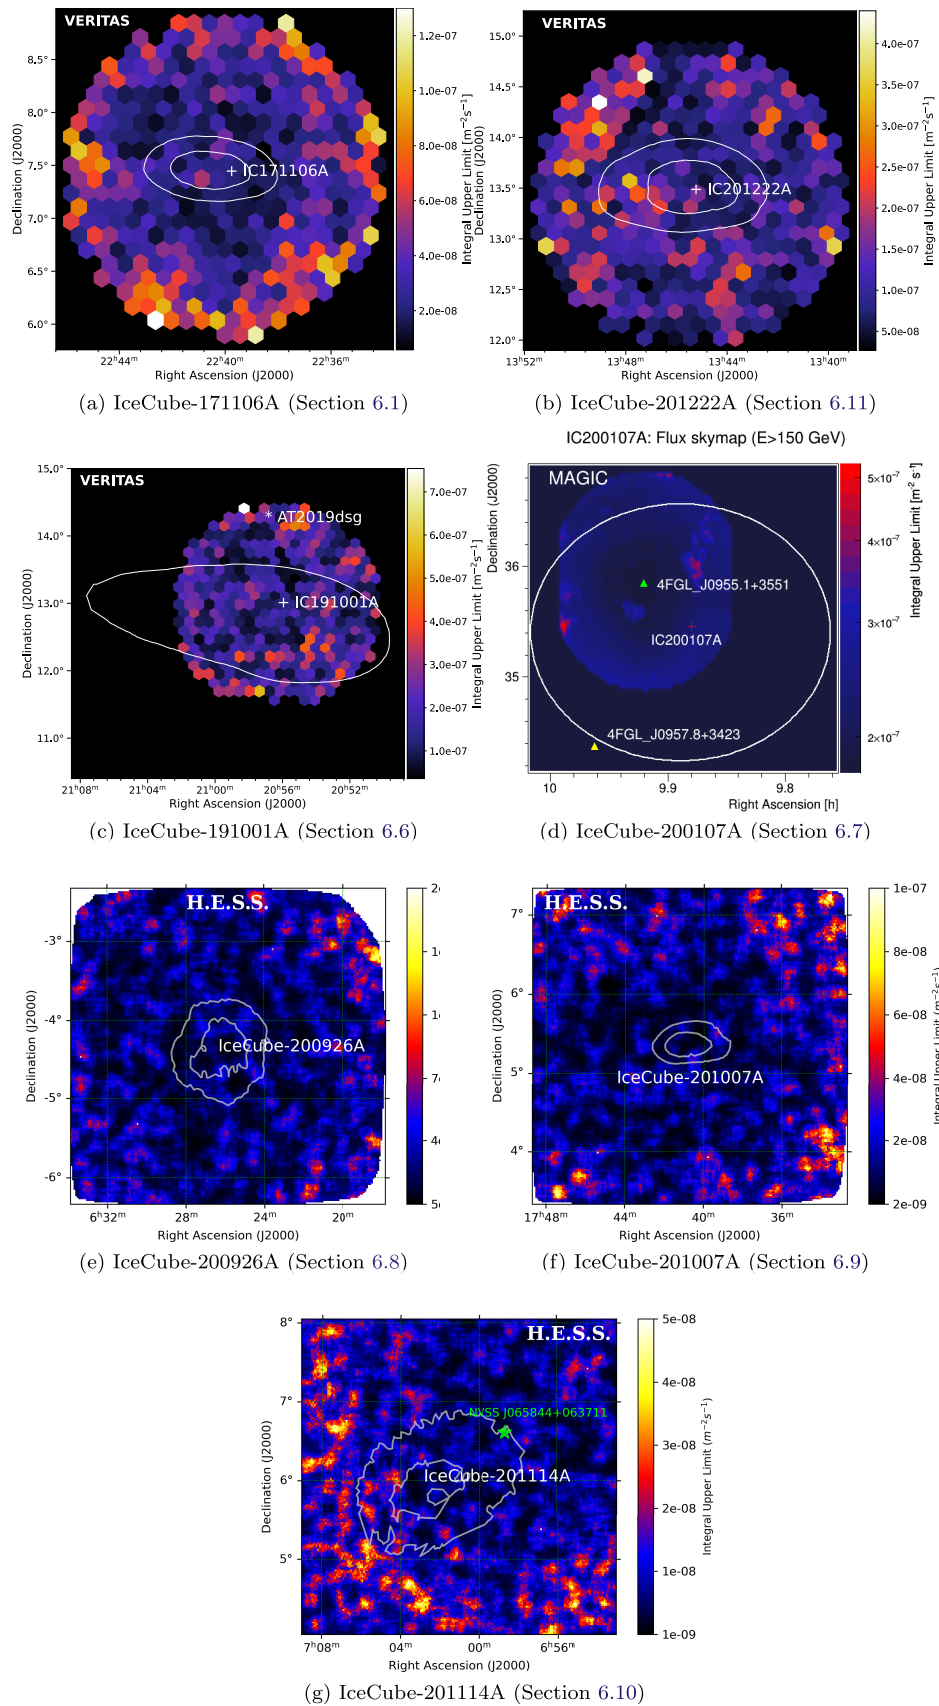 VERITAS
8.5°
8.0°
7.5°
7.0°
6.5°
6.0°
Declination (J2000)
+ IC171106A
22ʰ44ᵐ
22ʰ40ᵐ
22ʰ36ᵐ
Right Ascension (J2000)
1.2e-07
1.0e-07
8.0e-08
6.0e-08
4.0e-08
2.0e-08
Integral Upper Limit [m⁻²s⁻¹]
(a) IceCube-171106A (Section 6.1)
VERITAS
15.0°
14.5°
14.0°
13.5°
13.0°
12.5°
12.0°
Declination (J2000)
+ IC201222A
13ʰ52ᵐ
13ʰ48ᵐ
13ʰ44ᵐ
13ʰ40ᵐ
Right Ascension (J2000)
4.0e-07
3.5e-07
3.0e-07
2.5e-07
2.0e-07
1.5e-07
1.0e-07
5.0e-08
Integral Upper Limit [m⁻²s⁻¹]
(b) IceCube-201222A (Section 6.11)
VERITAS
15.0°
14.0°
13.0°
12.0°
11.0°
Declination (J2000)
* AT2019dsg
+ IC191001A
21ʰ08ᵐ
21ʰ04ᵐ
21ʰ00ᵐ
20ʰ56ᵐ
20ʰ52ᵐ
Right Ascension (J2000)
7.0e-07
6.0e-07
5.0e-07
4.0e-07
3.0e-07
2.0e-07
1.0e-07
Integral Upper Limit [m⁻²s⁻¹]
(c) IceCube-191001A (Section 6.6)
IC200107A: Flux skymap (E>150 GeV)
MAGIC
Declination (J2000)
36
35
4FGL_J0955.1+3551
IC200107A
4FGL_J0957.8+3423
10
9.9
9.8
Right Ascension [h]
5×10⁻⁷
4×10⁻⁷
3×10⁻⁷
2×10⁻⁷
Integral Upper Limit [m⁻² s⁻¹]
(d) IceCube-200107A (Section 6.7)
H.E.S.S.
-3°
-4°
-5°
-6°
Declination (J2000)
IceCube-200926A
6ʰ32ᵐ
28ᵐ
24ᵐ
20ᵐ
Right Ascension (J2000)
(e) IceCube-200926A (Section 6.8)
H.E.S.S.
7°
6°
5°
4°
Declination (J2000)
IceCube-201007A
17ʰ48ᵐ
44ᵐ
40ᵐ
36ᵐ
Right Ascension (J2000)
1e-07
8e-08
6e-08
4e-08
2e-08
2e-09
Integral Upper Limit (m⁻²s⁻¹)
(f) IceCube-201007A (Section 6.9)
H.E.S.S.
8°
7°
6°
5°
Declination (J2000)
NVSS J065844+063711
IceCube-201114A
7ʰ08ᵐ
04ᵐ
00ᵐ
6ʰ56ᵐ
Right Ascension (J2000)
5e-08
4e-08
3e-08
2e-08
1e-08
1e-09
Integral Upper Limit (m⁻²s⁻¹)
(g) IceCube-201114A (Section 6.10)